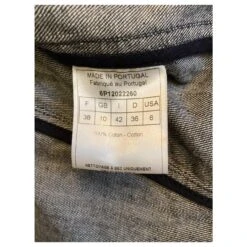 MADE IN PORTUGAL
Fabriqué au Portugal
6P12022260
F GB I D USA
38 10 42 36 6
100% Coton - Cotton
NETTOYAGE A SEC UNIQUEMENT